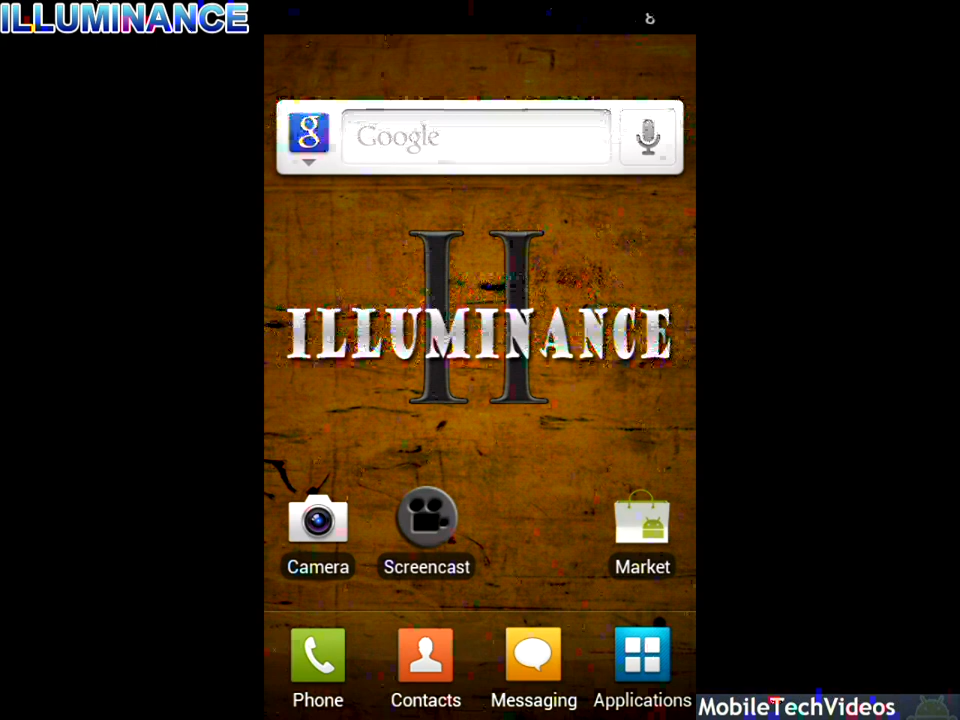 ILLUMINANCE
g
Google
II
ILLUMINANCE
Camera
Screencast
Market
Phone
Contacts
Messaging
Applications
MobileTechVideos